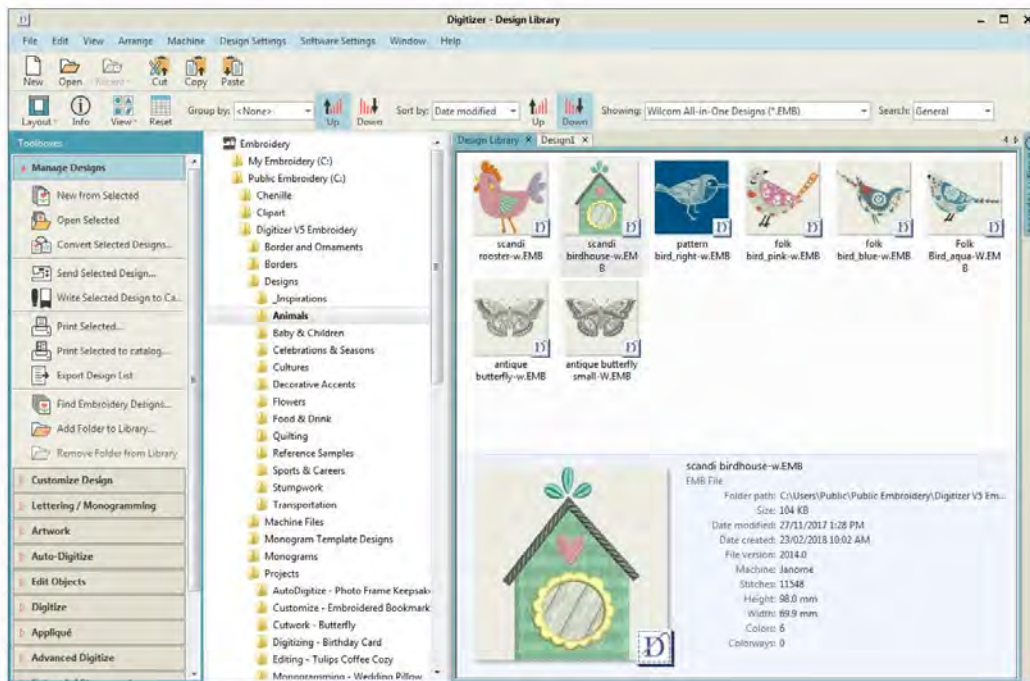 Digitizer - Design Library
File Edit View Arrange Machine Design Settings Software Settings Window Help
New Open Recent Cut Copy Paste
Layout Info View Reset Group by: <None> Up Down Sort by: Date modified Up Down Showing: Wilcom All-in-One Designs (*.EMB) Search: General
Toolboxes
Manage Designs
New from Selected
Open Selected
Convert Selected Designs...
Send Selected Design...
Write Selected Design to Ca...
Print Selected...
Print Selected to catalog...
Export Design List
Find Embroidery Designs...
Add Folder to Library...
Remove Folder from Library
Customize Design
Lettering / Monogramming
Artwork
Auto-Digitize
Edit Objects
Digitize
Appliqué
Advanced Digitize
Embroidery
My Embroidery (C:)
Public Embroidery (C:)
Chenille
Clipart
Digitizer V5 Embroidery
Border and Ornaments
Borders
Designs
_Inspirations
Animals
Baby & Children
Celebrations & Seasons
Cultures
Decorative Accents
Flowers
Food & Drink
Quilting
Reference Samples
Sports & Careers
Stumpwork
Transportation
Machine Files
Monogram Template Designs
Monograms
Projects
AutoDigitize - Photo Frame Keepsak
Customize - Embroidered Bookmark
Cutwork - Butterfly
Digitizing - Birthday Card
Editing - Tulips Coffee Cozy
Monogramming - Wedding Pillow
Design Library Design1
scandi
rooster-w.EMB
scandi
birdhouse-w.EM
B
pattern
bird_right-w.EMB
folk
bird_pink-w.EMB
folk
bird_blue-w.EMB
Folk
Bird_aqua-W.EM
B
antique
butterfly-w.EMB
antique butterfly
small-W.EMB
scandi birdhouse-w.EMB
EMB File
Folder path: C:\Users\Public\Public Embroidery\Digitizer V5 Em...
Size: 104 KB
Date modified: 27/11/2017 1:28 PM
Date created: 23/02/2018 10:02 AM
File version: 2014.0
Machine: Janome
Stitches: 11548
Height: 98.0 mm
Width: 69.9 mm
Colors: 6
Colorways: 0